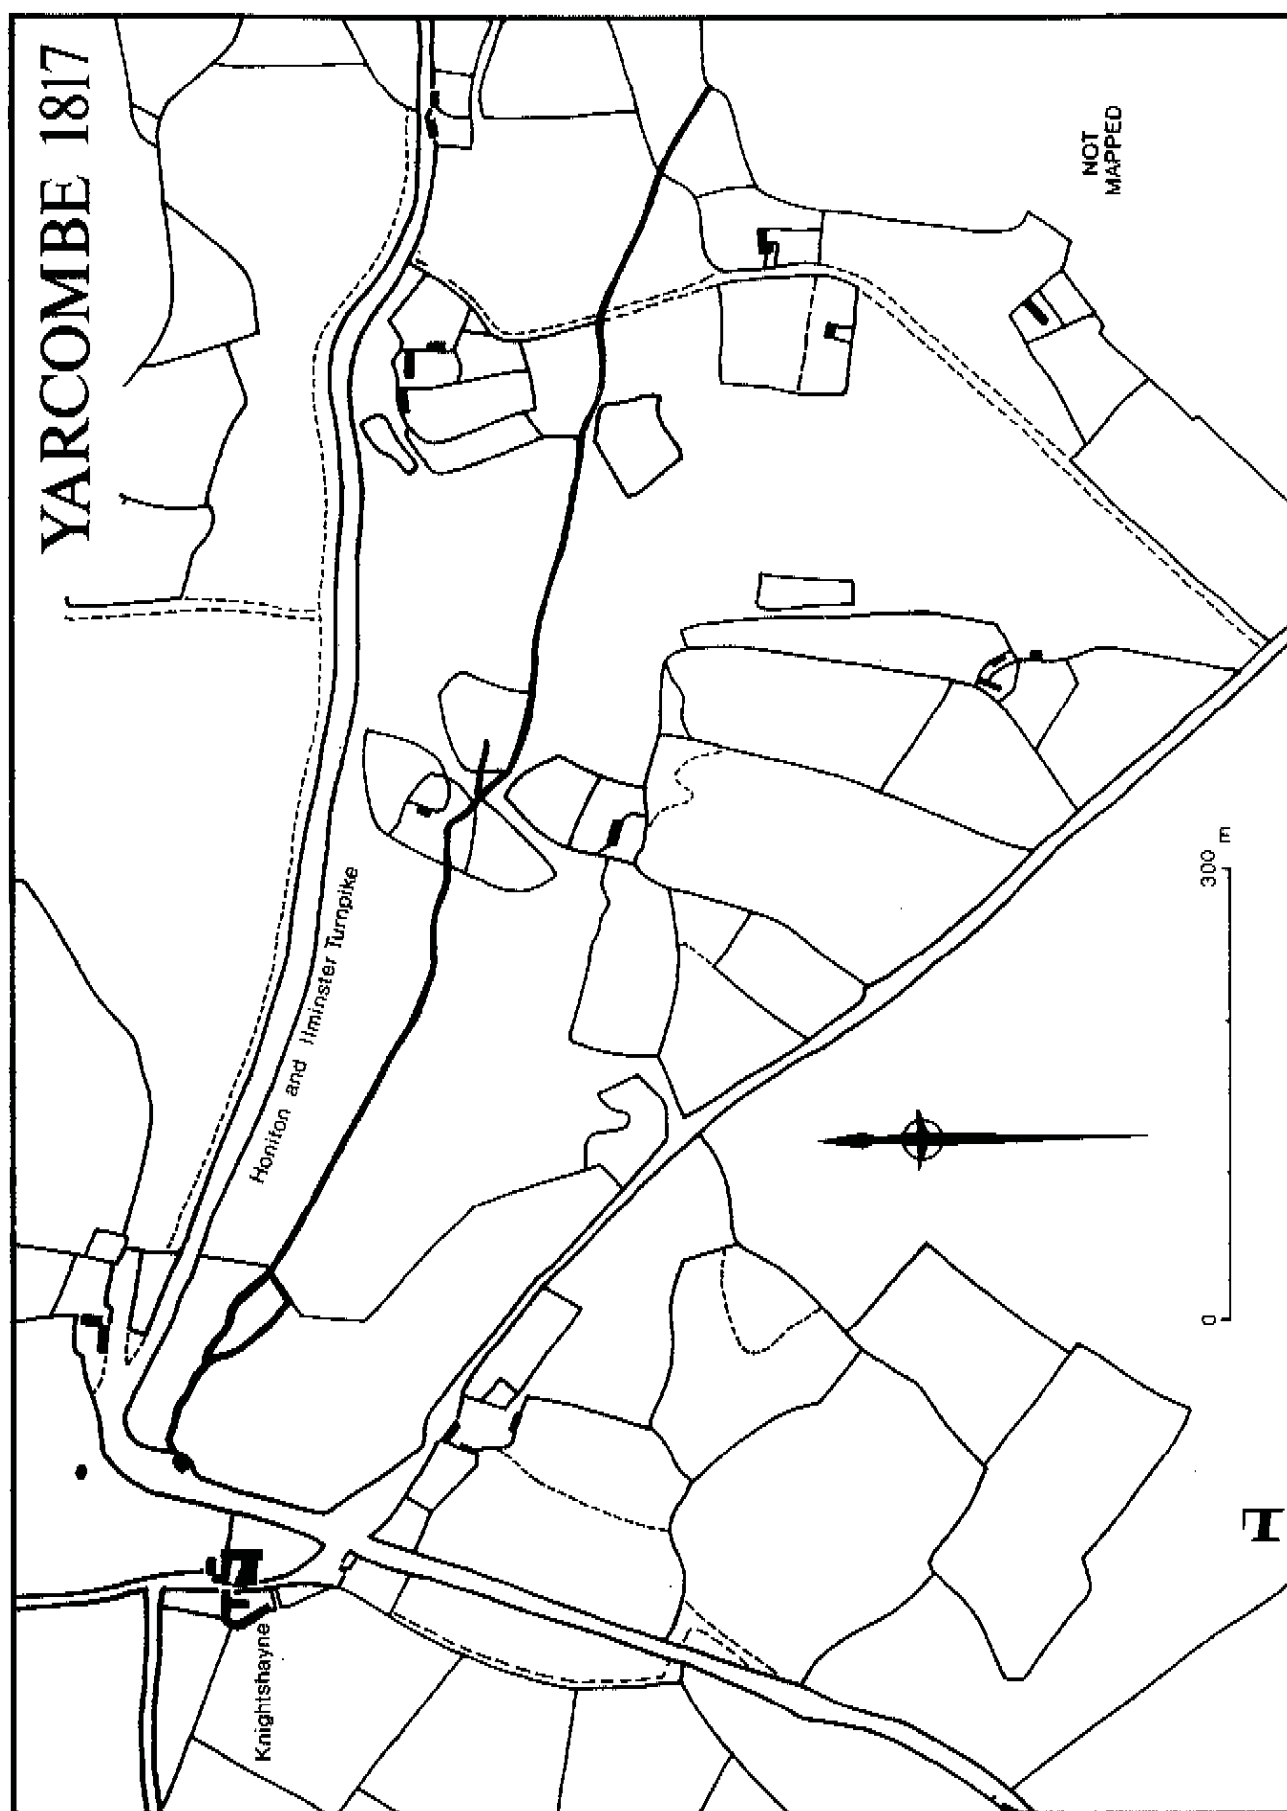 YARCOMBE 1817
NOT
MAPPED
Honiton and Ilminster Turnpike
Knightshayne
0
300 m